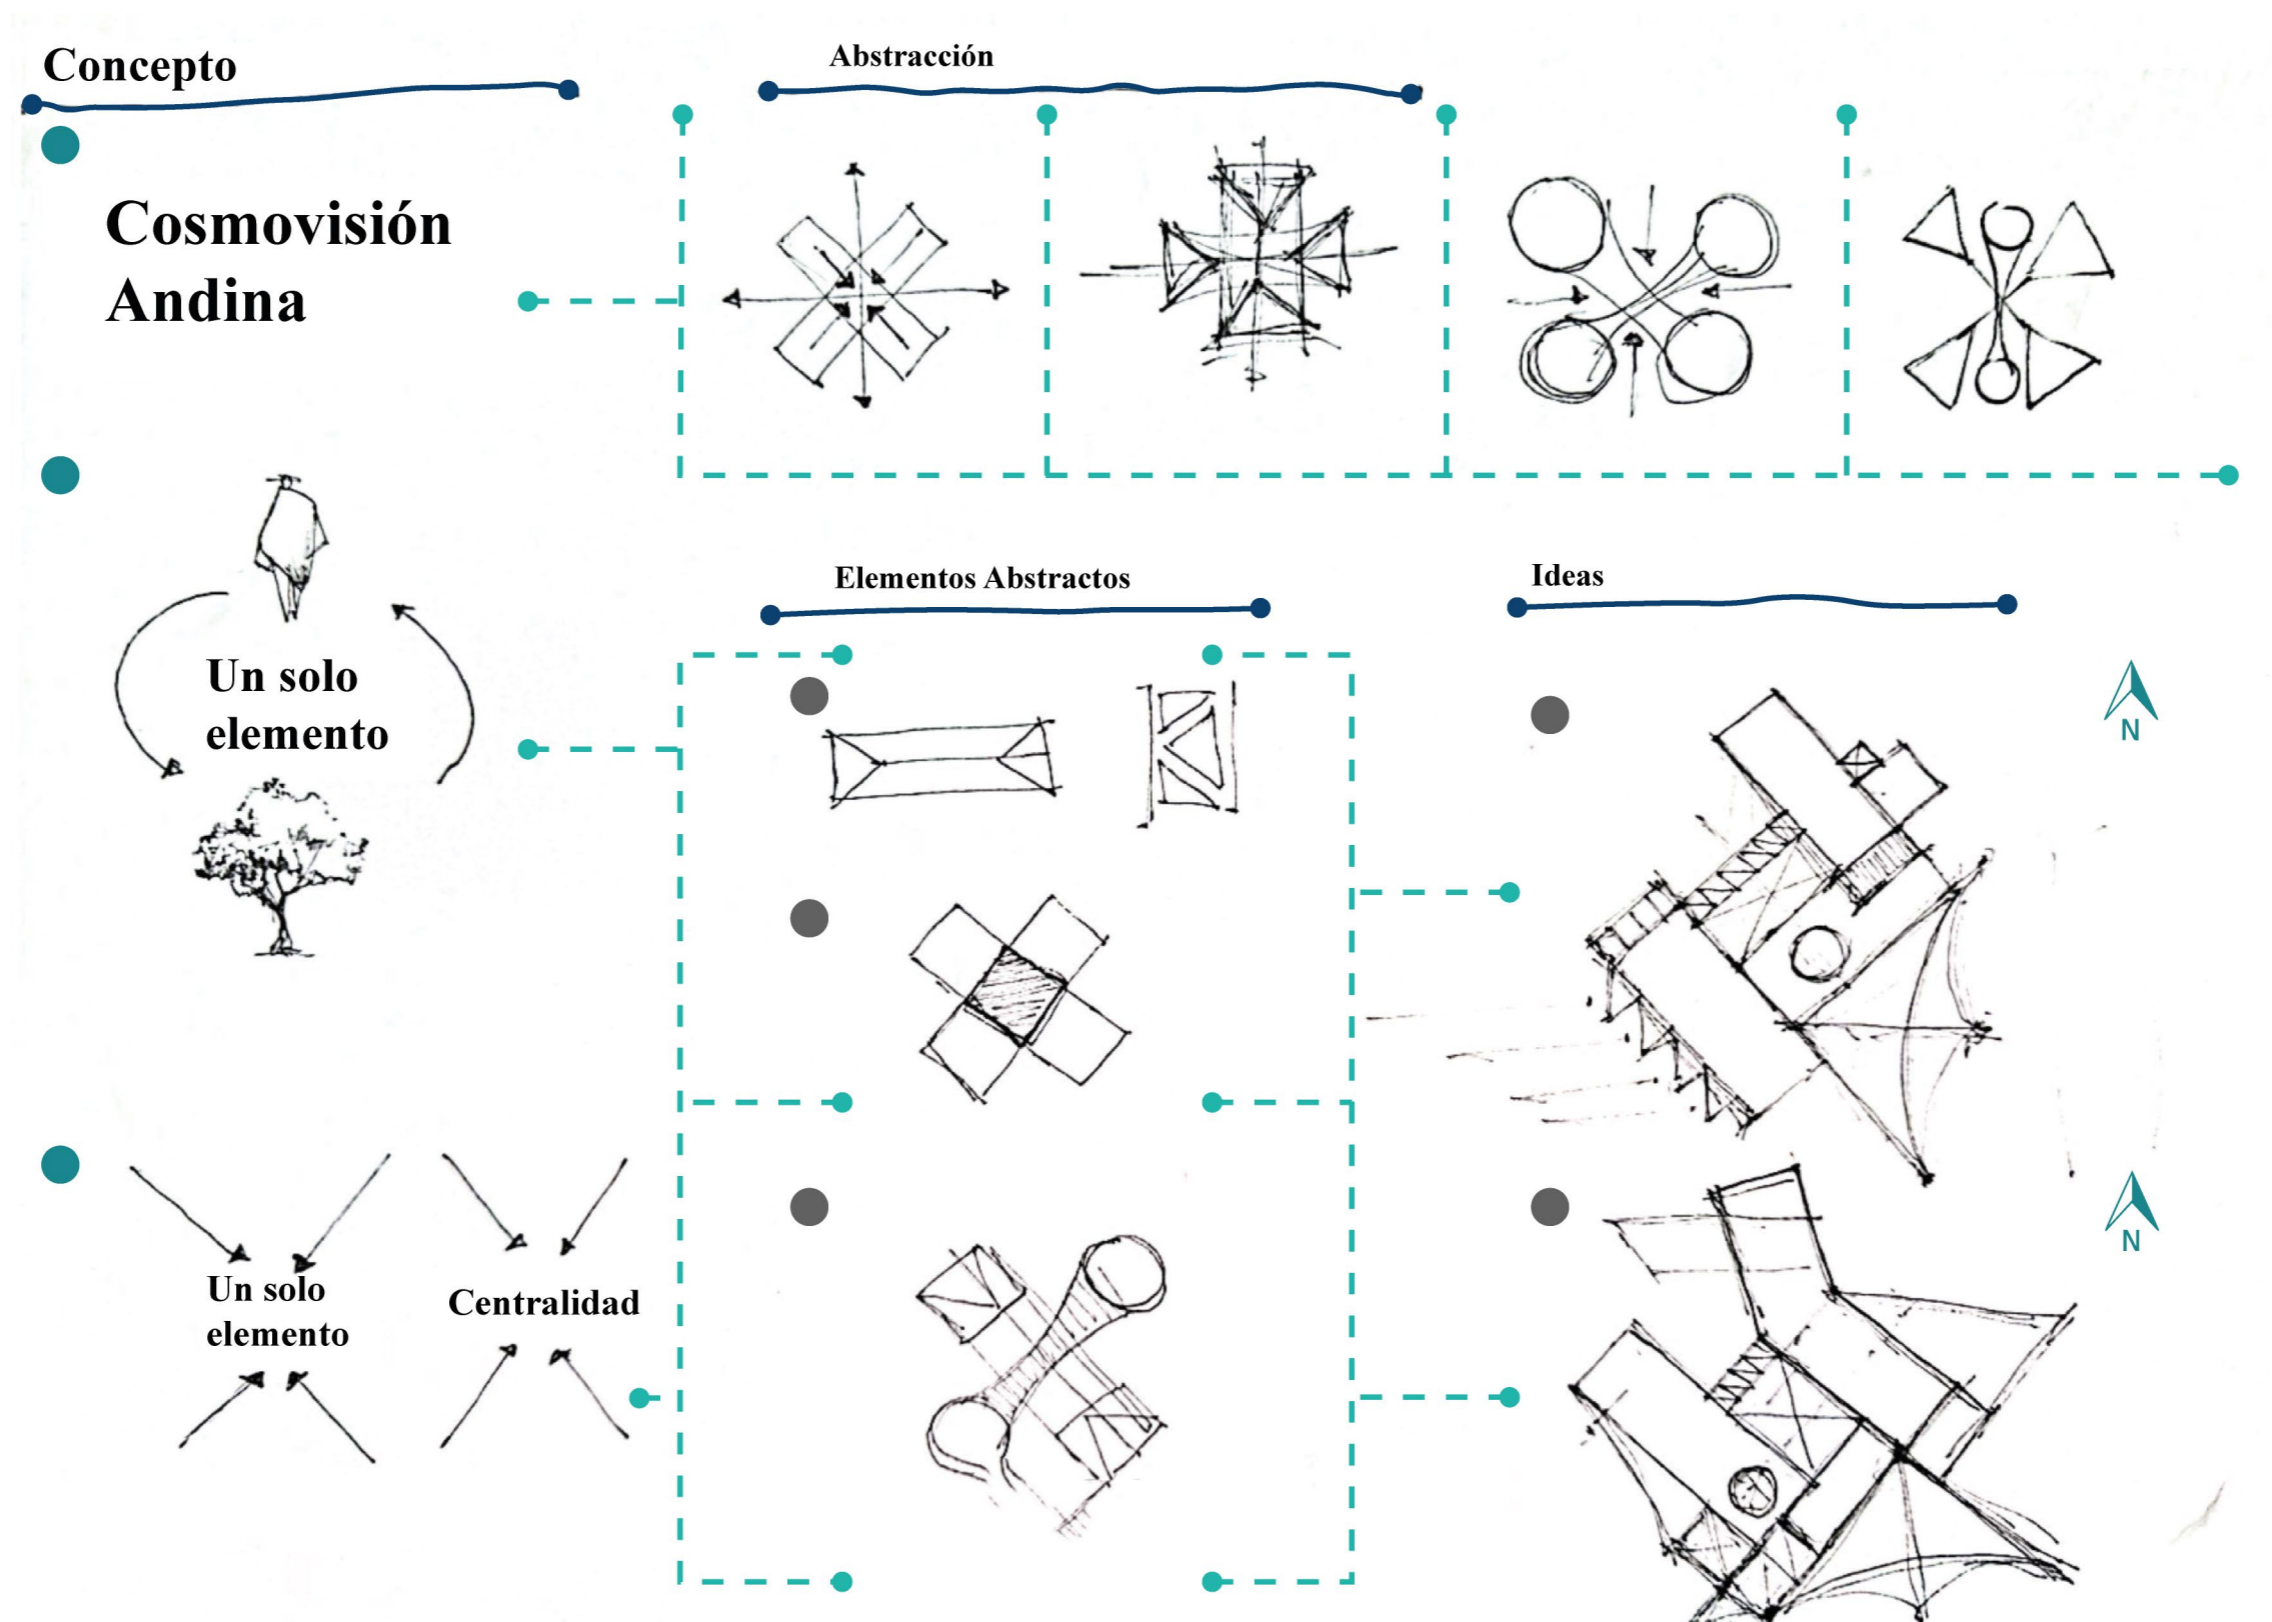 Concepto
Abstracción
Cosmovisión
Andina
Un solo
elemento
Elementos Abstractos
Ideas
N
Un solo
elemento
Centralidad
N